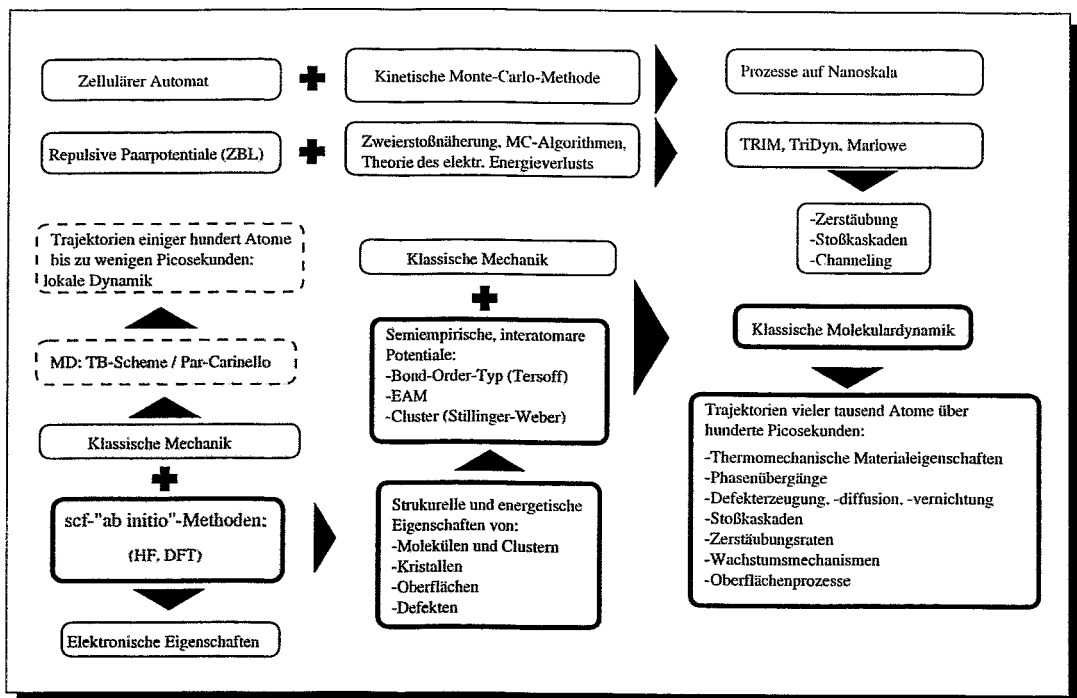 Zellulärer Automat
Kinetische Monte-Carlo-Methode
Prozesse auf Nanoskala
Repulsive Paarpotentiale (ZBL)
Zweierstoßnäherung, MC-Algorithmen,
Theorie des elektr. Energieverlusts
TRIM, TriDyn, Marlowe
-Zerstäubung
-Stoßkaskaden
-Channeling
Trajektorien einiger hundert Atome
bis zu wenigen Picosekunden:
lokale Dynamik
MD: TB-Scheme / Par-Carinello
Klassische Mechanik
scf-"ab initio"-Methoden:
(HF, DFT)
Elektronische Eigenschaften
Klassische Mechanik
Semiempirische, interatomare
Potentiale:
-Bond-Order-Typ (Tersoff)
-EAM
-Cluster (Stillinger-Weber)
Strukurelle und energetische
Eigenschaften von:
-Molekülen und Clustern
-Kristallen
-Oberflächen
-Defekten
Klassische Molekulardynamik
Trajektorien vieler tausend Atome über
hunderte Picosekunden:
-Thermomechanische Materialeigenschaften
-Phasenübergänge
-Defekterzeugung, -diffusion, -vernichtung
-Stoßkaskaden
-Zerstäubungsraten
-Wachstumsmechanismen
-Oberflächenprozesse